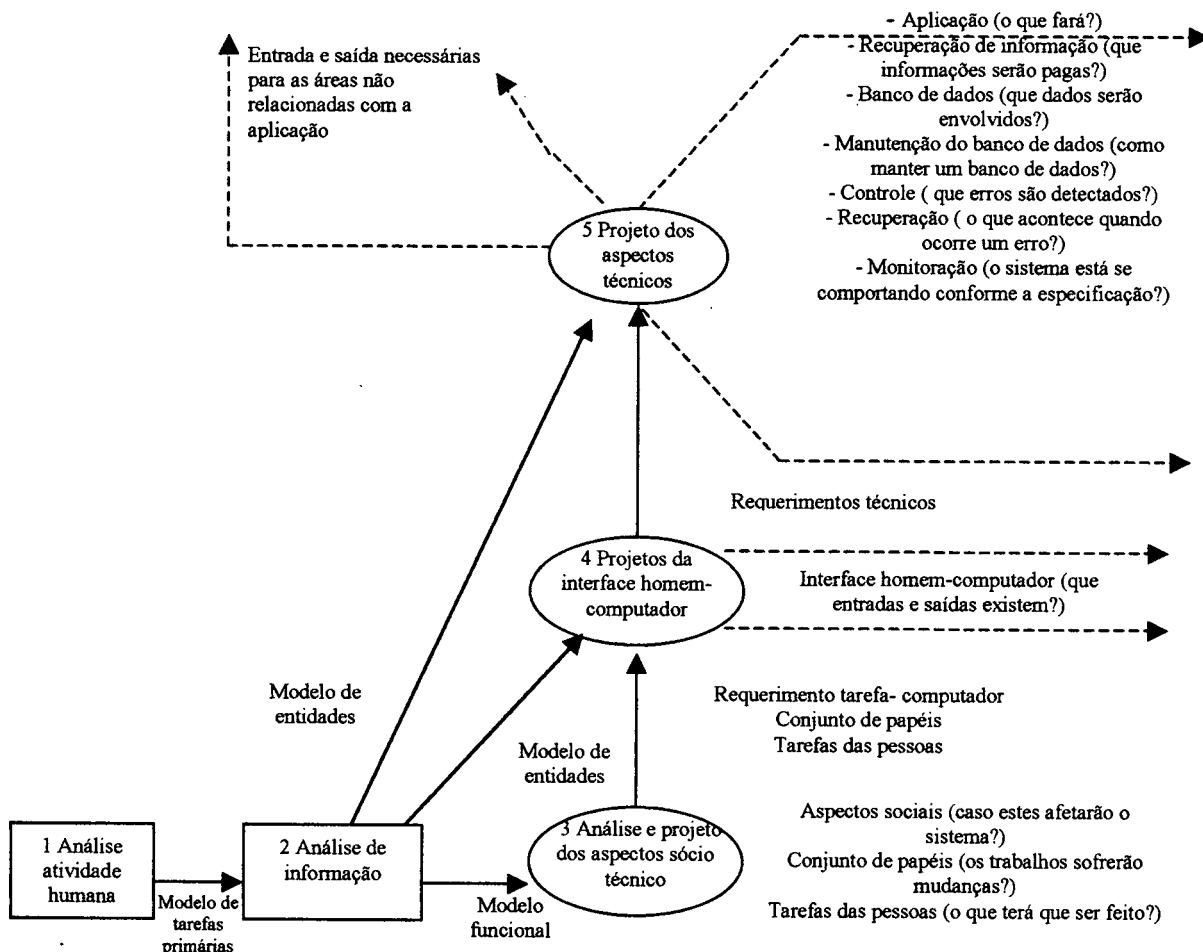 - Aplicação (o que fará?)
- Recuperação de informação (que
informações serão pagas?)
- Banco de dados (que dados serão
envolvidos?)
- Manutenção do banco de dados (como
manter um banco de dados?)
- Controle ( que erros são detectados?)
- Recuperação ( o que acontece quando
ocorre um erro?)
- Monitoração (o sistema está se
comportando conforme a especificação?)
Entrada e saída necessárias
para as áreas não
relacionadas com a
aplicação
5 Projeto dos
aspectos
técnicos
Requerimentos técnicos
4 Projetos da
interface homem-
computador
Interface homem-computador (que
entradas e saídas existem?)
Modelo de
entidades
Requerimento tarefa- computador
Conjunto de papéis
Tarefas das pessoas
Modelo de
entidades
1 Análise
atividade
humana
Modelo de
tarefas
primárias
2 Análise de
informação
Modelo
funcional
3 Análise e projeto
dos aspectos sócio
técnico
Aspectos sociais (caso estes afetarão o
sistema?)
Conjunto de papéis (os trabalhos sofrerão
mudanças?)
Tarefas das pessoas (o que terá que ser feito?)